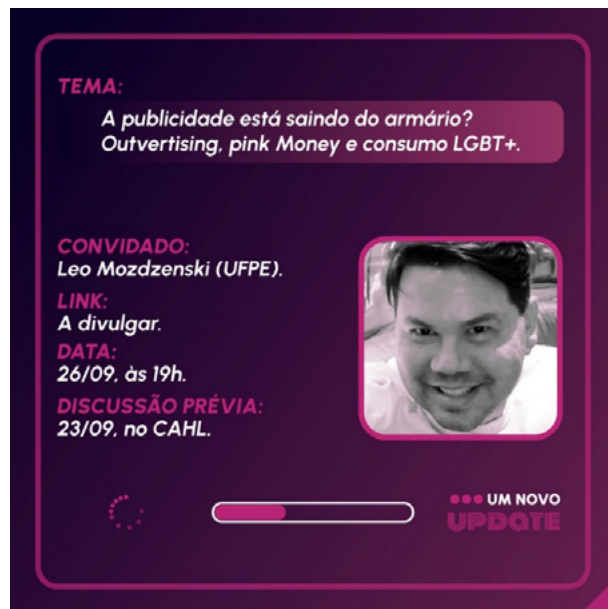 TEMA:
A publicidade está saindo do armário?
Outvertising, pink Money e consumo LGBT+.
CONVIDADO:
Leo Mozdzenski (UFPE).
LINK:
A divulgar.
DATA:
26/09, às 19h.
DISCUSSÃO PRÉVIA:
23/09, no CAHL.
UM NOVO
UPDATE